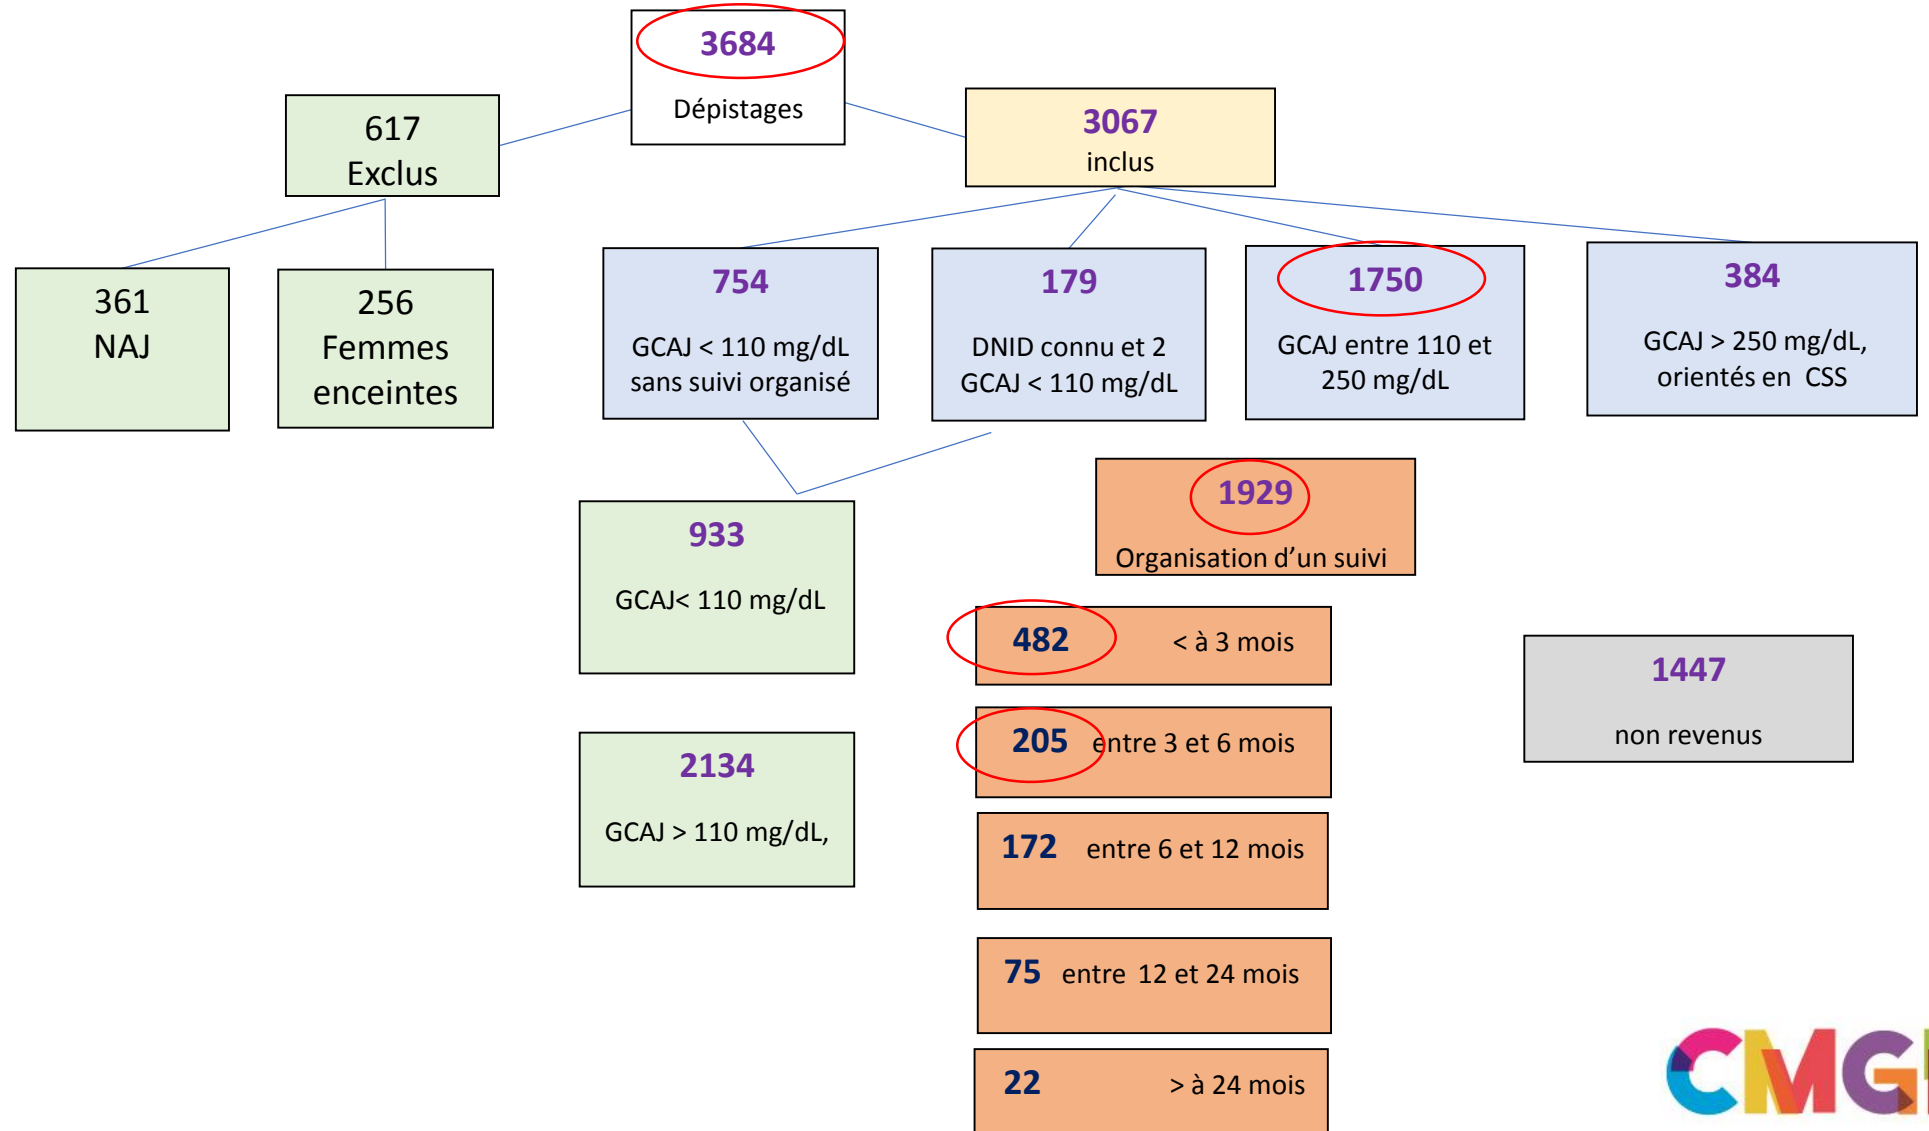 3684
Dépistages
617
Exclus
3067
inclus
361
NAJ
256
Femmes
enceintes
754
GCAJ < 110 mg/dL
sans suivi organisé
179
DNID connu et 2
GCAJ < 110 mg/dL
1750
GCAJ entre 110 et
250 mg/dL
384
GCAJ > 250 mg/dL,
orientés en CSS
933
GCAJ< 110 mg/dL
1929
Organisation d’un suivi
482 < à 3 mois
205 entre 3 et 6 mois
172 entre 6 et 12 mois
75 entre 12 et 24 mois
22 > à 24 mois
2134
GCAJ > 110 mg/dL,
1447
non revenus
CMG